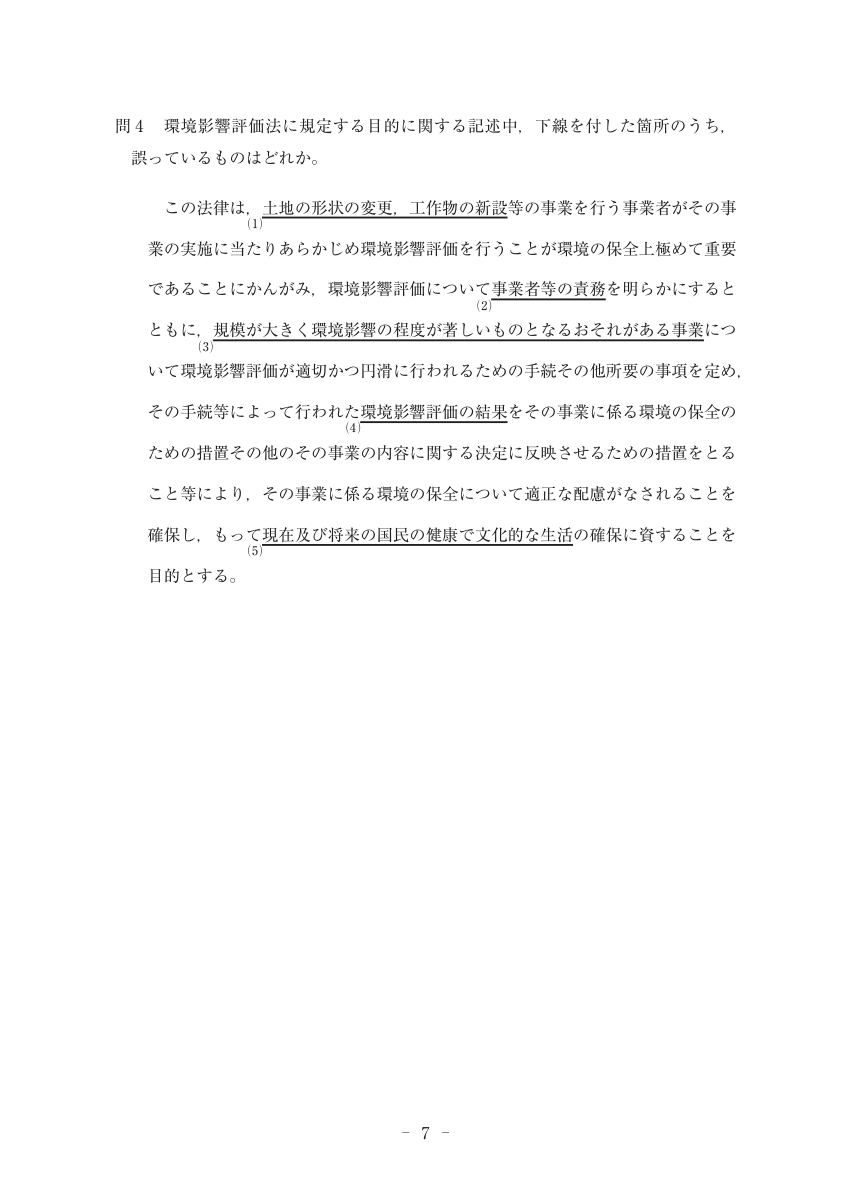 問4 環境影響評価法に規定する目的に関する記述中，下線を付した箇所のうち，
誤っているものはどれか。
この法律は，土地の形状の変更，工作物の新設等の事業を行う事業者がその事
(1)
業の実施に当たりあらかじめ環境影響評価を行うことが環境の保全上極めて重要
であることにかんがみ，環境影響評価について事業者等の責務を明らかにすると
(2)
ともに，規模が大きく環境影響の程度が著しいものとなるおそれがある事業につ
(3)
いて環境影響評価が適切かつ円滑に行われるための手続その他所要の事項を定め，
その手続等によって行われた環境影響評価の結果をその事業に係る環境の保全の
(4)
ための措置その他のその事業の内容に関する決定に反映させるための措置をとる
こと等により，その事業に係る環境の保全について適正な配慮がなされることを
確保し，もって現在及び将来の国民の健康で文化的な生活の確保に資することを
(5)
目的とする。
– 7 –